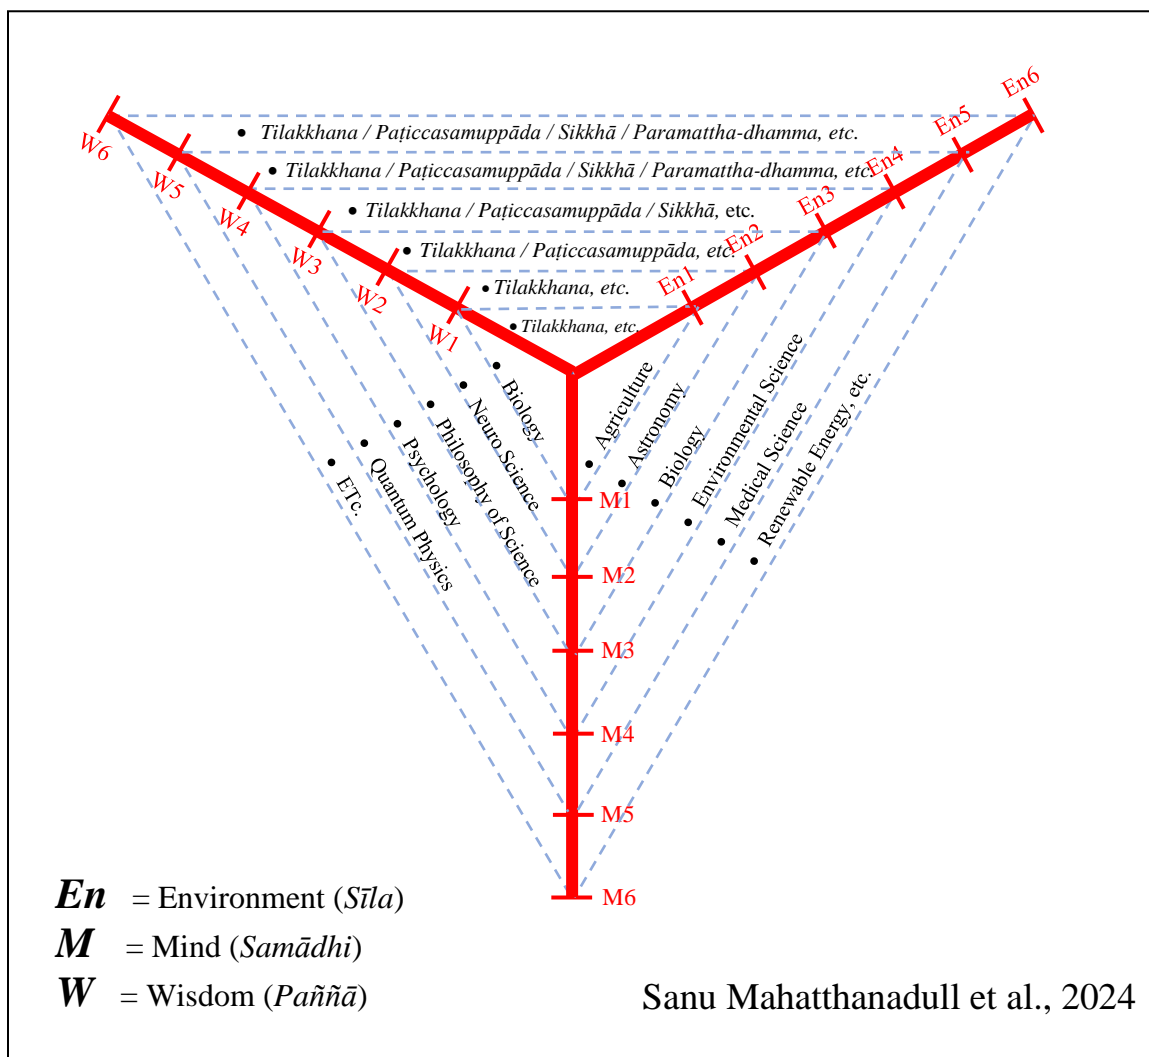 En6
En5
En4
En3
En2
En1
W6
W5
W4
W3
W2
W1
• Tilakkhana / Paṭiccasamuppāda / Sikkhā / Paramattha-dhamma, etc.
• Tilakkhana / Paṭiccasamuppāda / Sikkhā / Paramattha-dhamma, etc.
• Tilakkhana / Paṭiccasamuppāda / Sikkhā, etc.
• Tilakkhana / Paṭiccasamuppāda, etc.
• Tilakkhana, etc.
• Tilakkhana, etc.
• Biology
• Neuro Science
• Philosophy of Science
• Psychology
• Quantum Physics
• ETc.
• Agriculture
• Astronomy
• Biology
• Environmental Science
• Medical Science
• Renewable Energy, etc.
M1
M2
M3
M4
M5
M6
En = Environment (Sīla)
M = Mind (Samādhi)
W = Wisdom (Paññā)
Sanu Mahatthanadull et al., 2024